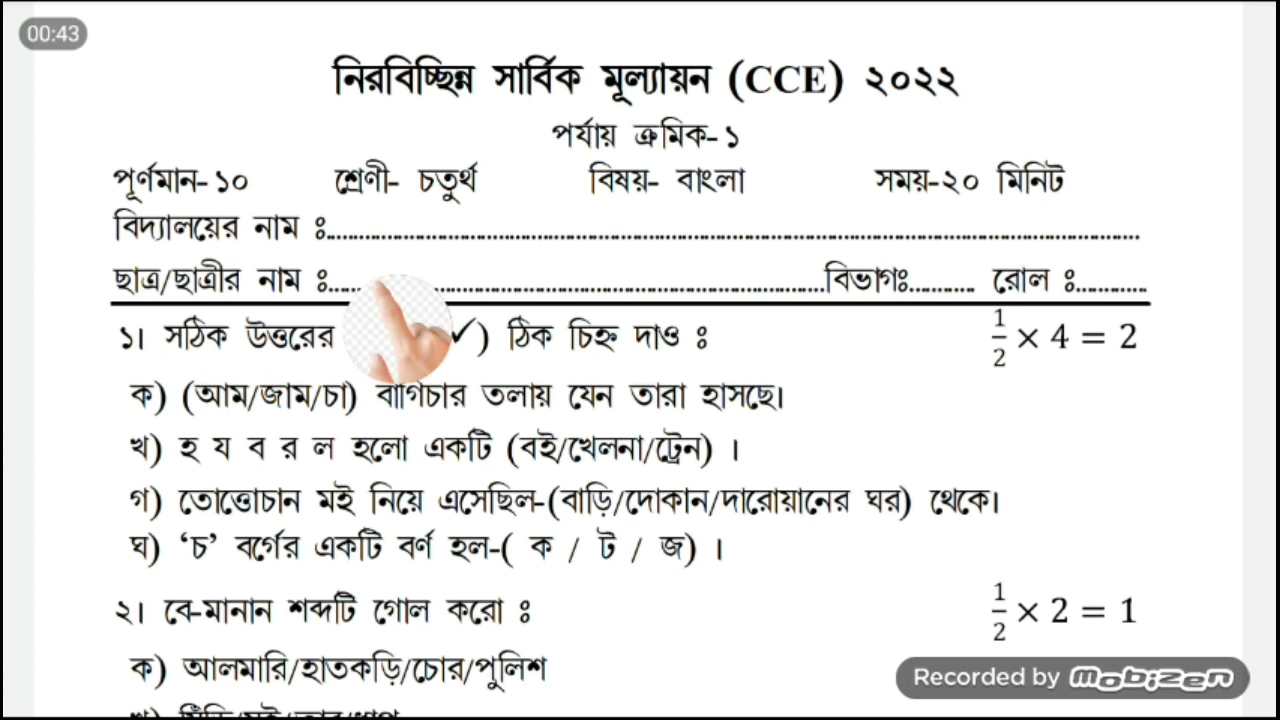 00:43
নিরবিচ্ছিন্ন সার্বিক মূল্যায়ন (CCE) ২০২২
পর্যায় ক্রমিক-১
পূর্ণমান-১০ শ্রেণী- চতুর্থ বিষয়- বাংলা সময়-২০ মিনিট
বিদ্যালয়ের নাম ঃ
ছাত্র/ছাত্রীর নাম ঃ বিভাগঃ রোল ঃ
১। সঠিক উত্তরের ✓) ঠিক চিহ্ন দাও ঃ 1/2 × 4 = 2
ক) (আম/জাম/চা) বাগিচার তলায় যেন তারা হাসছে।
খ) হ য ব র ল হলো একটি (বই/খেলনা/ট্রেন) ।
গ) তোত্তোচান মই নিয়ে এসেছিল-(বাড়ি/দোকান/দারোয়ানের ঘর) থেকে।
ঘ) ‘চ’ বর্গের একটি বর্ণ হল-( ক / ট / জ) ।
২। বে-মানান শব্দটি গোল করো ঃ 1/2 × 2 = 1
ক) আলমারি/হাতকড়ি/চোর/পুলিশ
Recorded by Mobizen